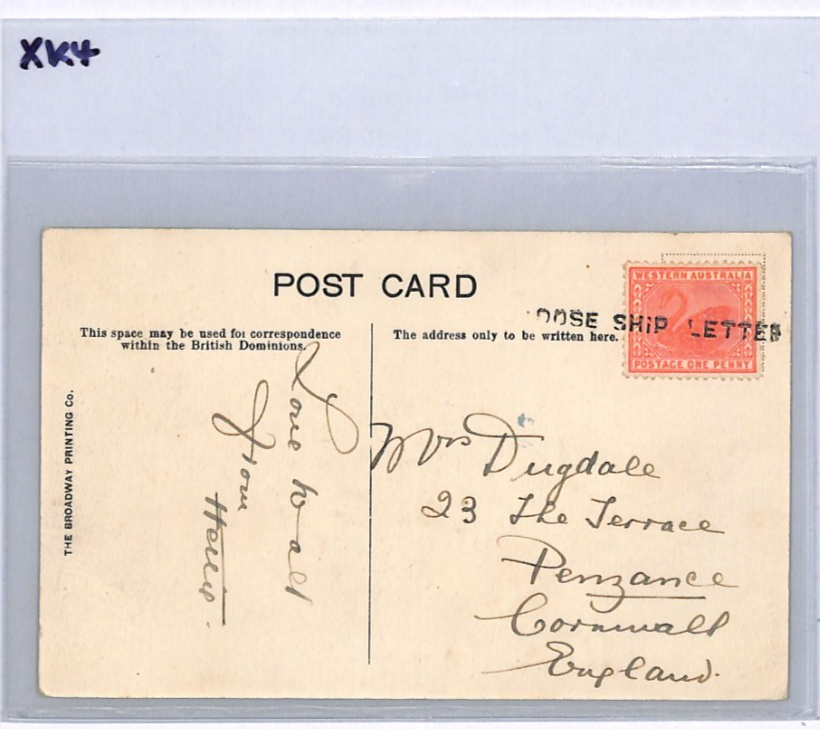 XK4
POST CARD
WESTERN AUSTRALIA
POSTAGE ONE PENNY
OOSE SHIP LETTER
This space may be used for correspondence
within the British Dominions.
The address only to be written here.
THE BROADWAY PRINTING Co.
Love to all
from
Mrs Dugdale
23 The Terrace
Penzance
Cornwall
England.